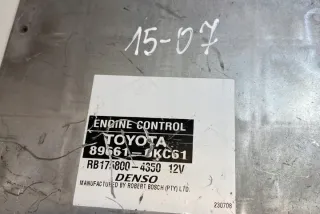 15-07
ENGINE CONTROL
TOYOTA
89661-0KC61
RB175800-4350 12V
DENSO
MANUFACTURED BY ROBERT BOSCH (PTY) LTD.
230708